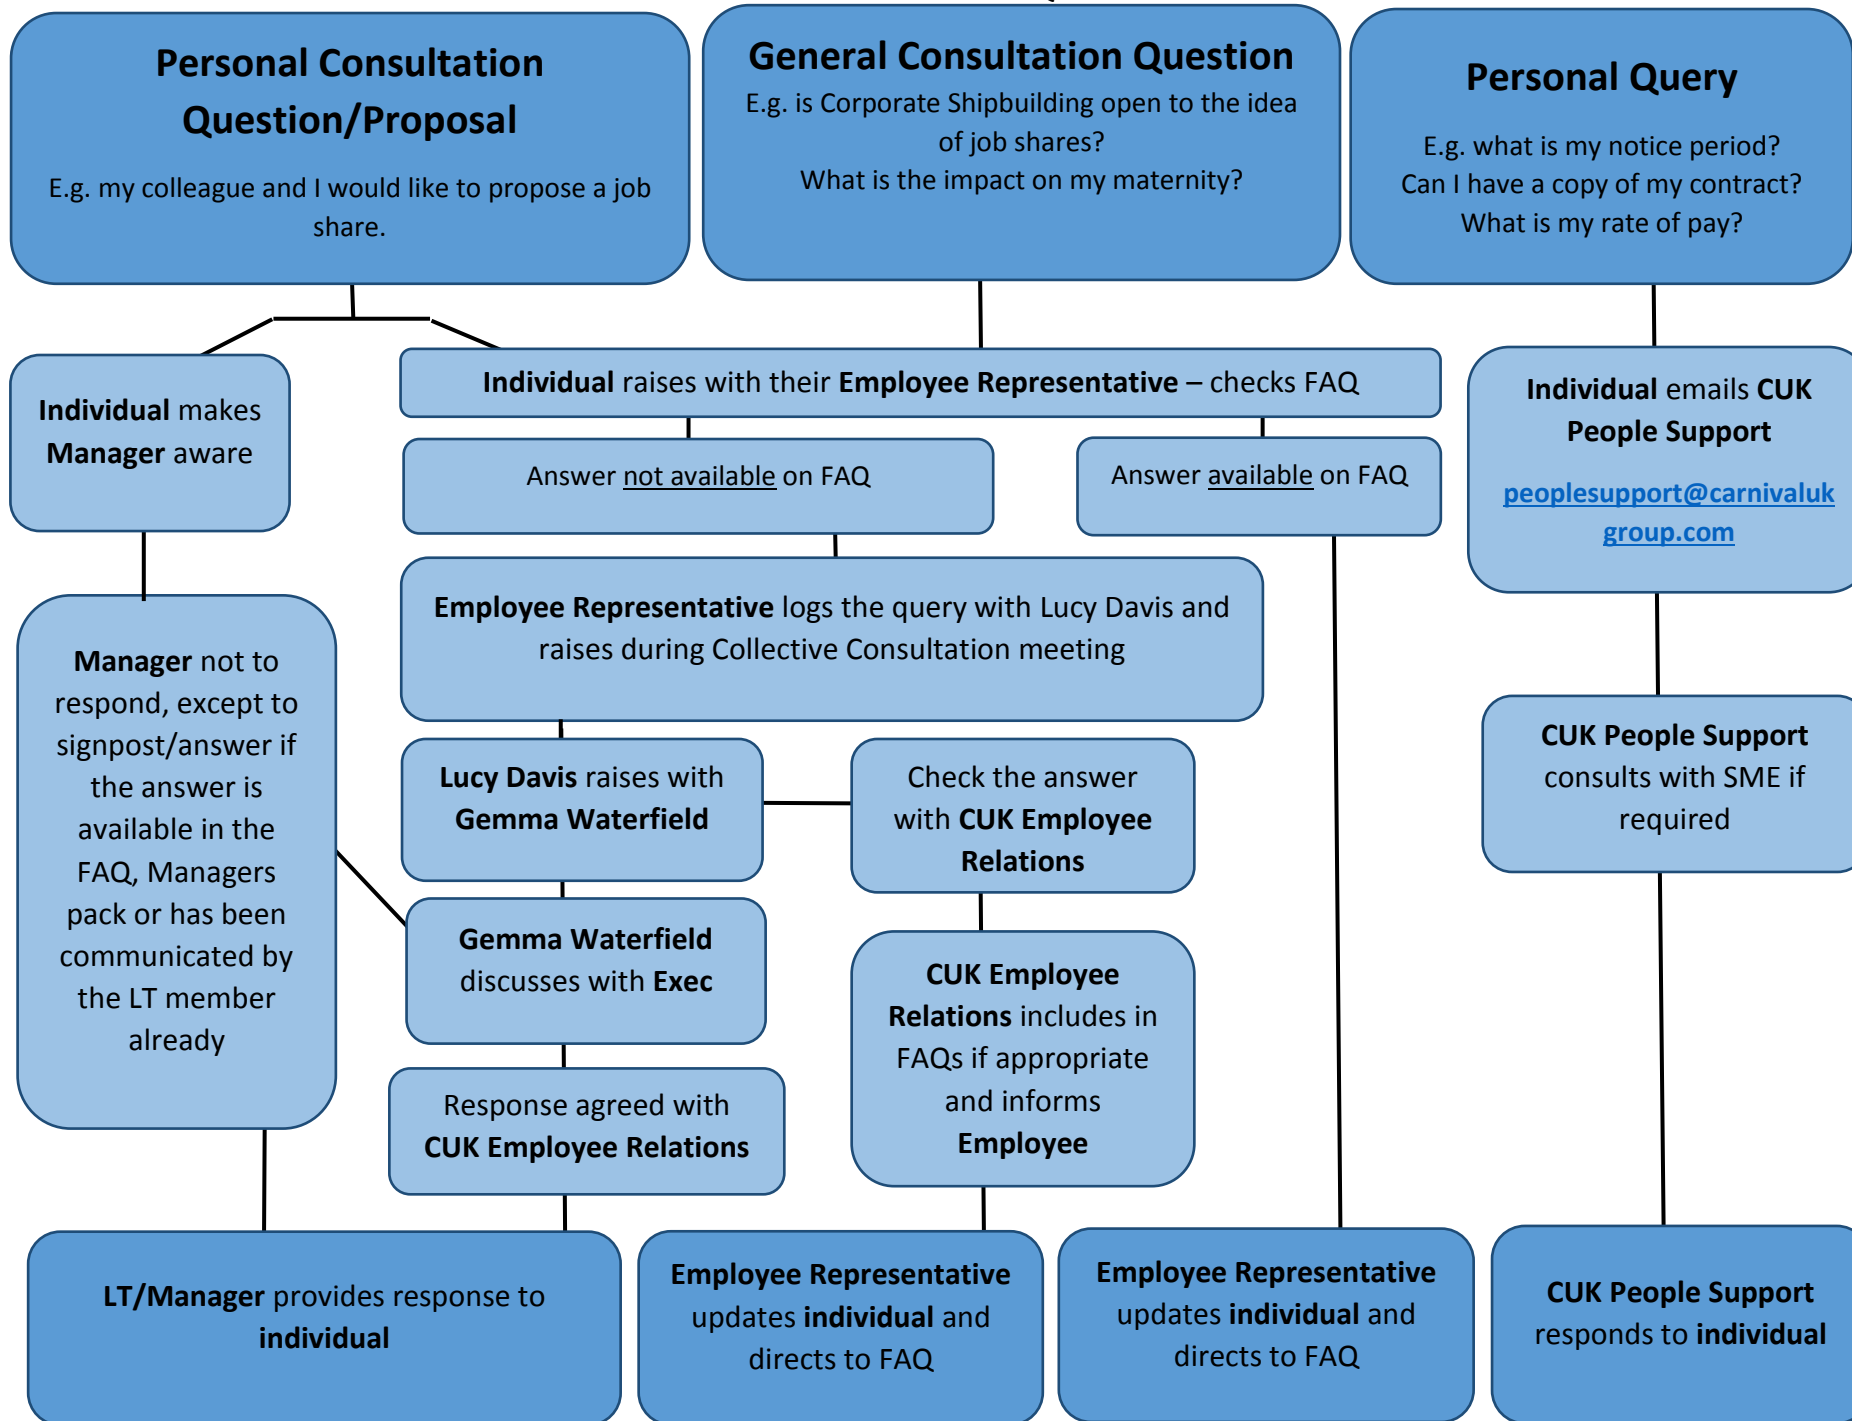 Personal Consultation
Question/Proposal
E.g. my colleague and I would like to propose a job
share.
General Consultation Question
E.g. is Corporate Shipbuilding open to the idea
of job shares?
What is the impact on my maternity?
Personal Query
E.g. what is my notice period?
Can I have a copy of my contract?
What is my rate of pay?
Individual makes
Manager aware
Individual raises with their Employee Representative – checks FAQ
Answer not available on FAQ
Answer available on FAQ
Individual emails CUK
People Support
peoplesupport@carnivaluk
group.com
Employee Representative logs the query with Lucy Davis and
raises during Collective Consultation meeting
Manager not to
respond, except to
signpost/answer if
the answer is
available in the
FAQ, Managers
pack or has been
communicated by
the LT member
already
Lucy Davis raises with
Gemma Waterfield
Check the answer
with CUK Employee
Relations
CUK People Support
consults with SME if
required
Gemma Waterfield
discusses with Exec
CUK Employee
Relations includes in
FAQs if appropriate
and informs
Employee
Response agreed with
CUK Employee Relations
LT/Manager provides response to
individual
Employee Representative
updates individual and
directs to FAQ
Employee Representative
updates individual and
directs to FAQ
CUK People Support
responds to individual